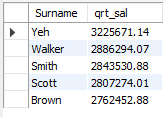 Surname qrt_sal
Yeh 3225671.14
Walker 2886294.07
Smith 2843530.88
Scott 2807274.01
Brown 2762452.88